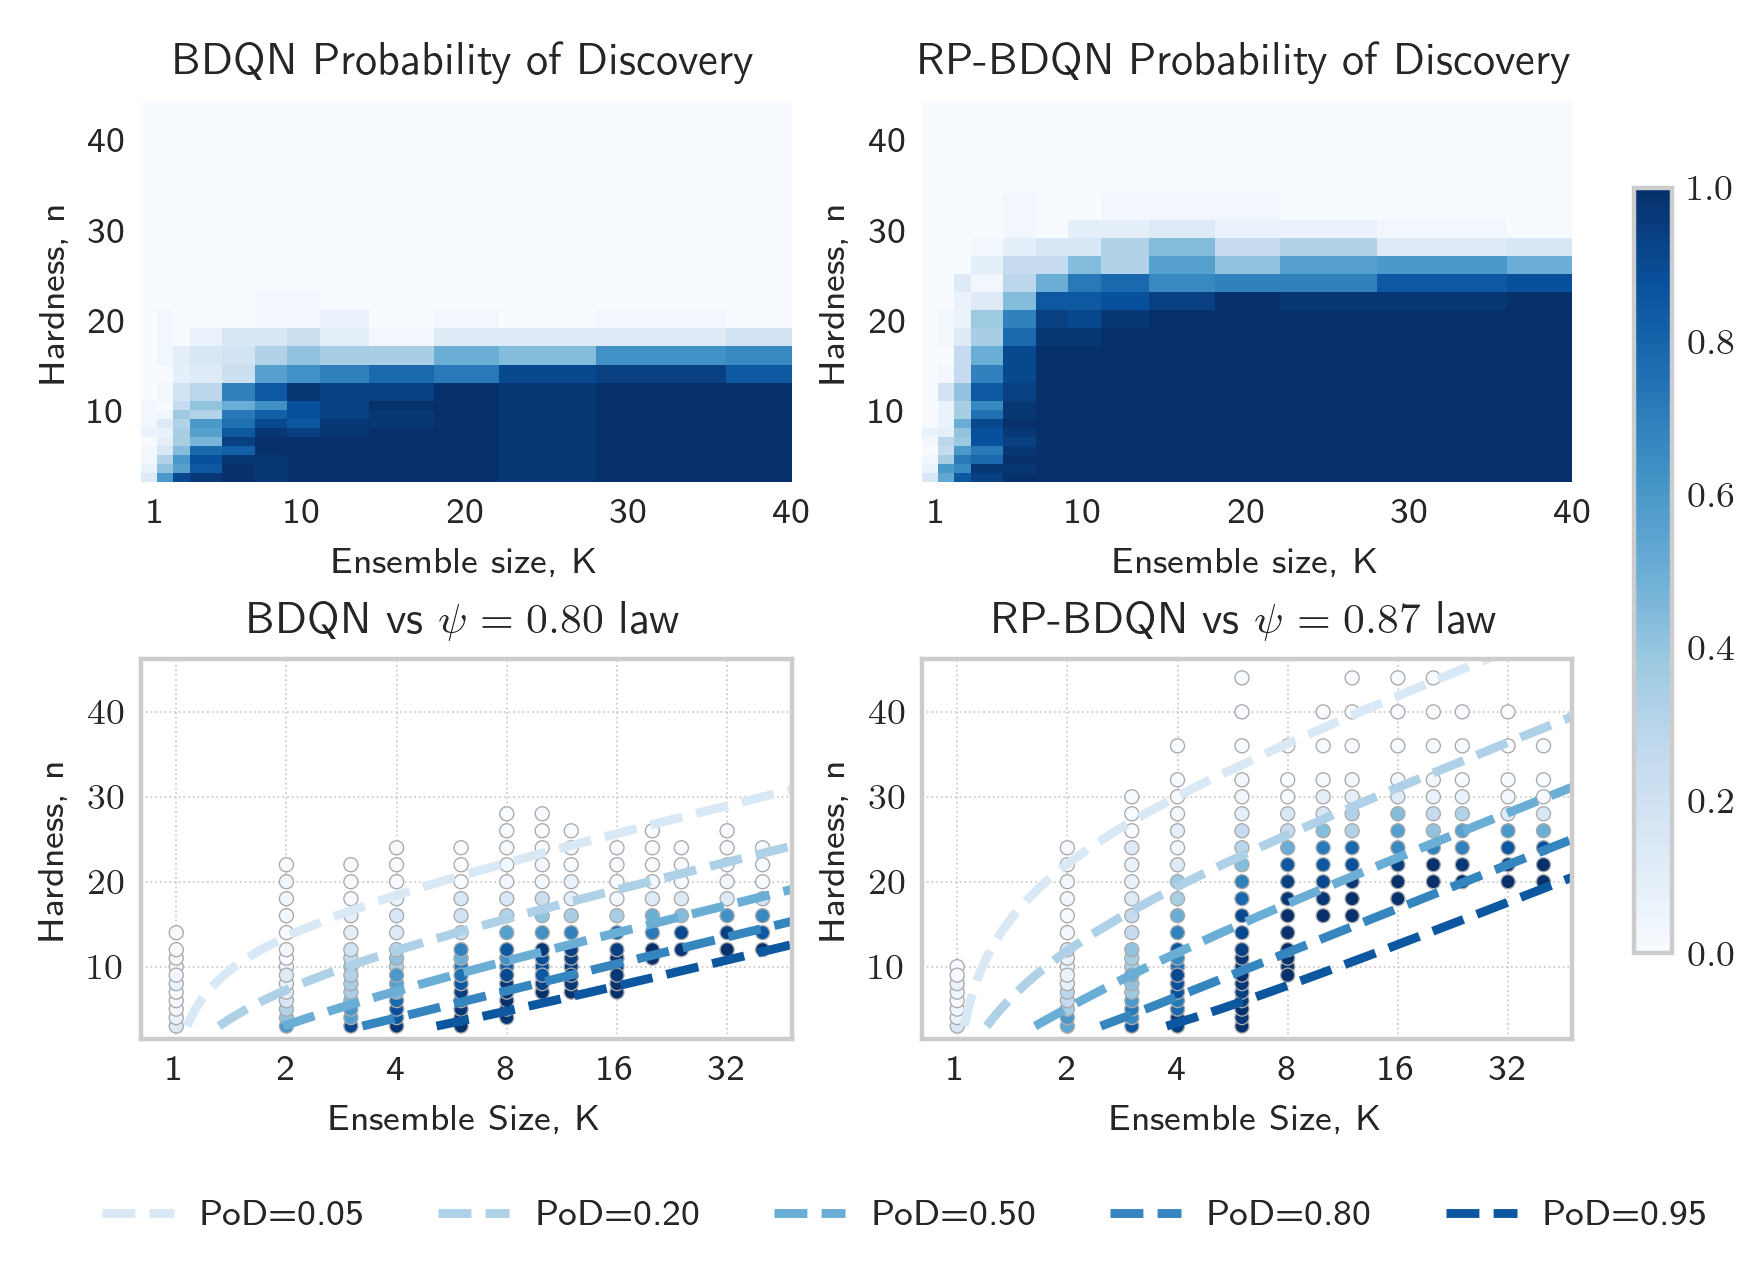 BDQN Probability of Discovery
RP-BDQN Probability of Discovery
Hardness, n
40
30
20
10
1
10
20
30
40
Ensemble size, K
Hardness, n
40
30
20
10
1
10
20
30
40
Ensemble size, K
1.0
0.8
0.6
0.4
0.2
0.0
BDQN vs ψ = 0.80 law
RP-BDQN vs ψ = 0.87 law
Hardness, n
40
30
20
10
1
2
4
8
16
32
Ensemble Size, K
Hardness, n
40
30
20
10
1
2
4
8
16
32
Ensemble Size, K
PoD=0.05
PoD=0.20
PoD=0.50
PoD=0.80
PoD=0.95